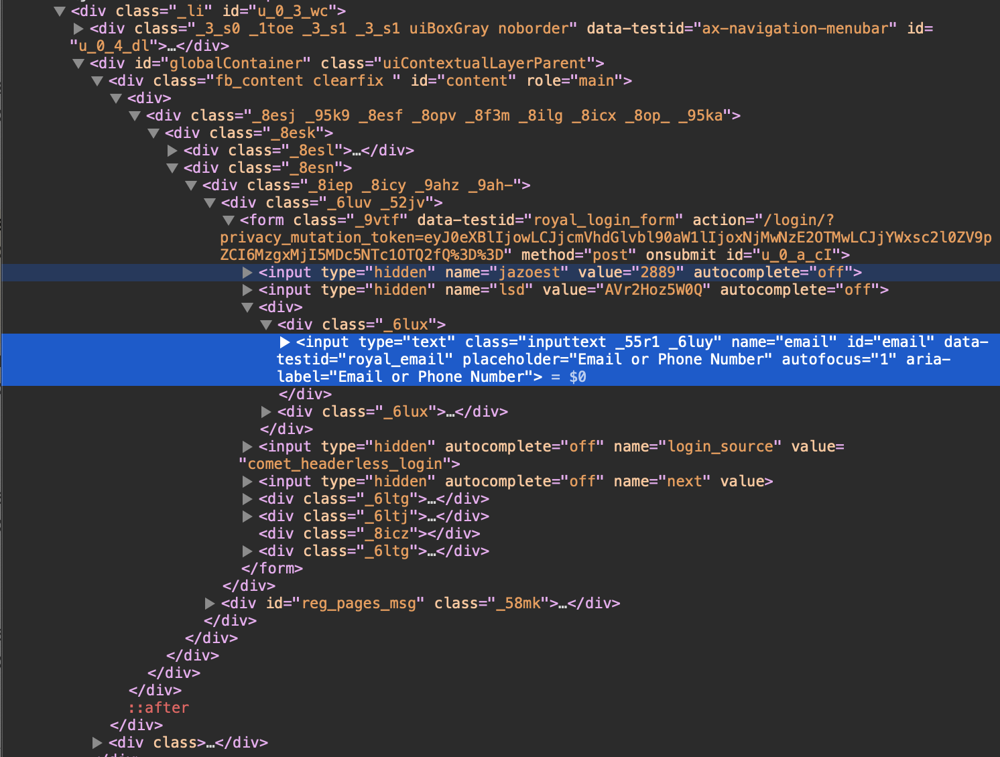 <div class="_li" id="u_0_3_wc">
<div class="_3_s0 _1toe _3_s1 _3_s1 uiBoxGray noborder" data-testid="ax-navigation-menubar" id=
"u_0_4_dl">…</div>
<div id="globalContainer" class="uiContextualLayerParent">
<div class="fb_content clearfix " id="content" role="main">
<div>
<div class="_8esj _95k9 _8esf _8opv _8f3m _8ilg _8icx _8op_ _95ka">
<div class="_8esk">
<div class="_8esl">…</div>
<div class="_8esn">
<div class="_8iep _8icy _9ahz _9ah-">
<div class="_6luv _52jv">
<form class="_9vtf" data-testid="royal_login_form" action="/login/?
privacy_mutation_token=eyJ0eXBlIjowLCJjcmVhdGlvbl90aW1lIjoxNjMwNzE2OTMwLCJjYWxsc2l0ZV9p
ZCI6MzgxMjI5MDc5NTc1OTQ2fQ%3D%3D" method="post" onsubmit id="u_0_a_cI">
<input type="hidden" name="jazoest" value="2889" autocomplete="off">
<input type="hidden" name="lsd" value="AVr2Hoz5W0Q" autocomplete="off">
<div>
<div class="_6lux">
<input type="text" class="inputtext _55r1 _6luy" name="email" id="email" data-
testid="royal_email" placeholder="Email or Phone Number" autofocus="1" aria-
label="Email or Phone Number"> = $0
</div>
<div class="_6lux">…</div>
</div>
<input type="hidden" autocomplete="off" name="login_source" value=
"comet_headerless_login">
<input type="hidden" autocomplete="off" name="next" value>
<div class="_6ltg">…</div>
<div class="_6ltj">…</div>
<div class="_8icz"></div>
<div class="_6ltg">…</div>
</form>
</div>
<div id="reg_pages_msg" class="_58mk">…</div>
</div>
</div>
</div>
</div>
</div>
::after
</div>
<div class>…</div>